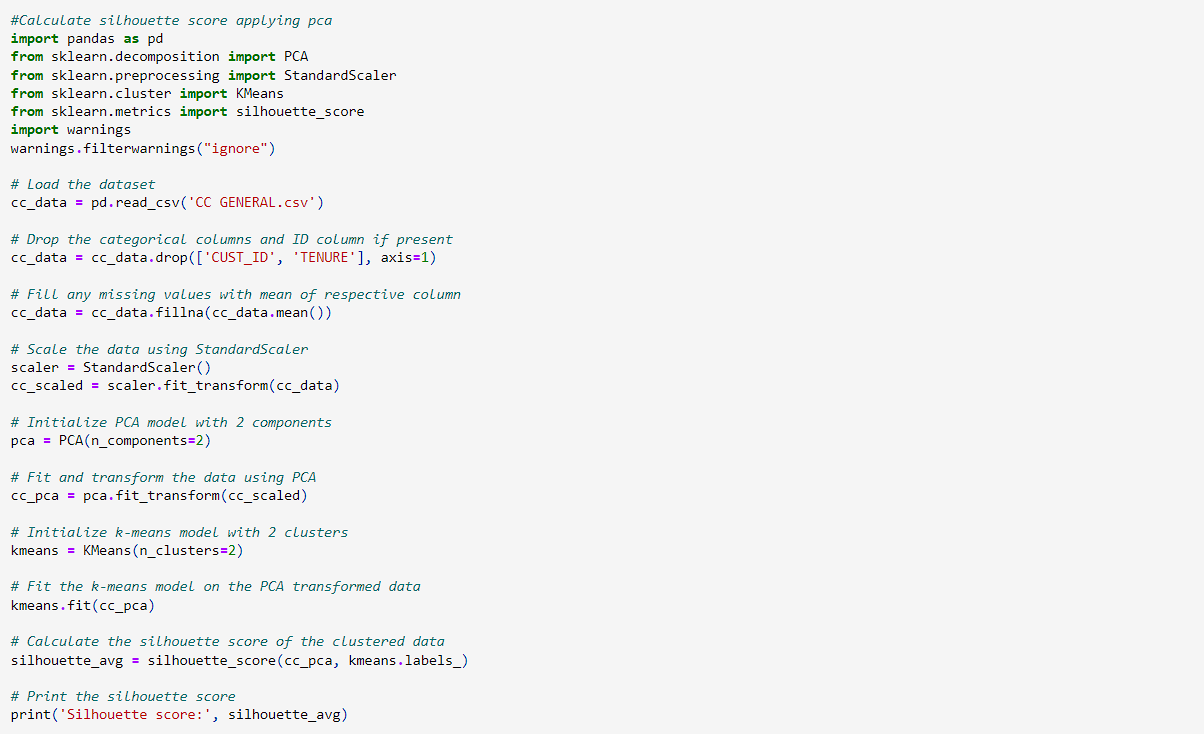 #Calculate silhouette score applying pca
import pandas as pd
from sklearn.decomposition import PCA
from sklearn.preprocessing import StandardScaler
from sklearn.cluster import KMeans
from sklearn.metrics import silhouette_score
import warnings
warnings.filterwarnings("ignore")
# Load the dataset
cc_data = pd.read_csv('CC GENERAL.csv')
# Drop the categorical columns and ID column if present
cc_data = cc_data.drop(['CUST_ID', 'TENURE'], axis=1)
# Fill any missing values with mean of respective column
cc_data = cc_data.fillna(cc_data.mean())
# Scale the data using StandardScaler
scaler = StandardScaler()
cc_scaled = scaler.fit_transform(cc_data)
# Initialize PCA model with 2 components
pca = PCA(n_components=2)
# Fit and transform the data using PCA
cc_pca = pca.fit_transform(cc_scaled)
# Initialize k-means model with 2 clusters
kmeans = KMeans(n_clusters=2)
# Fit the k-means model on the PCA transformed data
kmeans.fit(cc_pca)
# Calculate the silhouette score of the clustered data
silhouette_avg = silhouette_score(cc_pca, kmeans.labels_)
# Print the silhouette score
print('Silhouette score:', silhouette_avg)